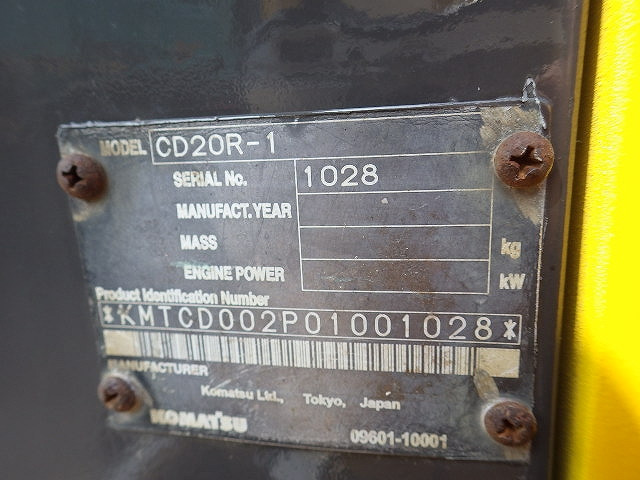 MODEL CD20R-1
SERIAL No. 1028
MANUFACT. YEAR
MASS kg
ENGINE POWER kW
Product Identification Number
*KMTCD002P01001028*
MANUFACTURER
Komatsu Ltd., Tokyo, Japan
KOMATSU 09601-10001